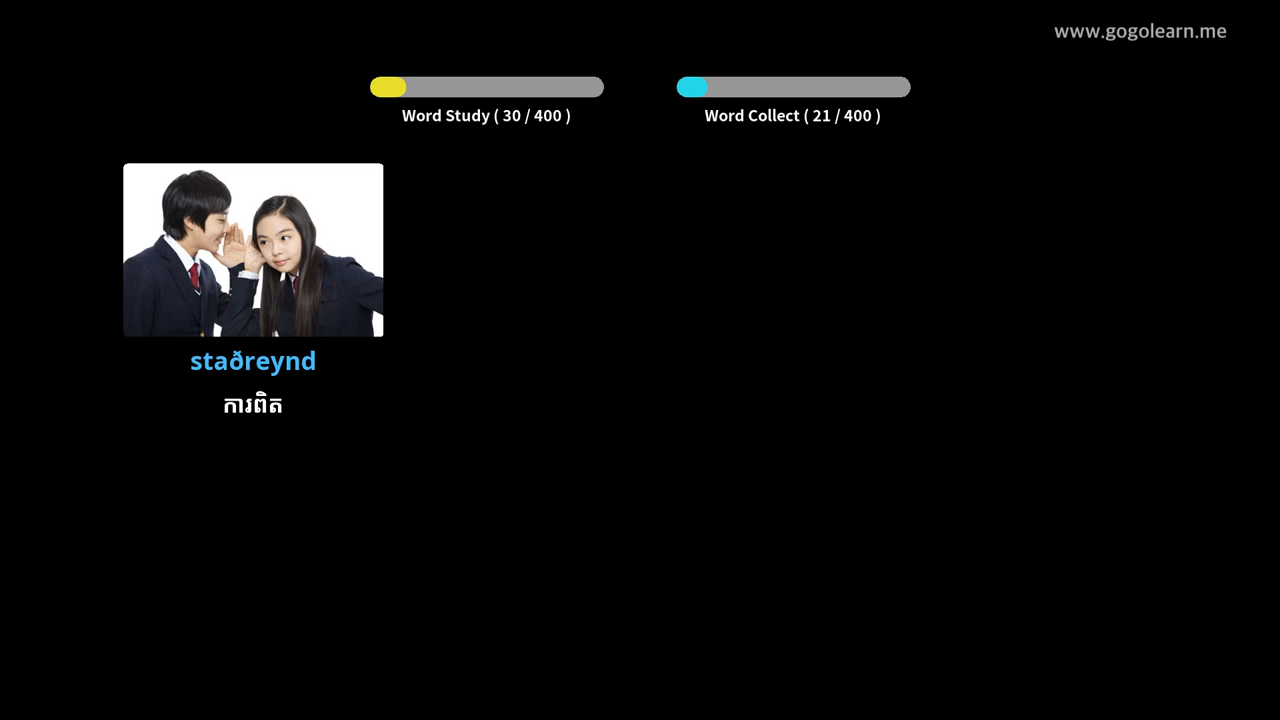 www.gogolearn.me
Word Study ( 30 / 400 )
Word Collect ( 21 / 400 )
staðreynd
ការពិត